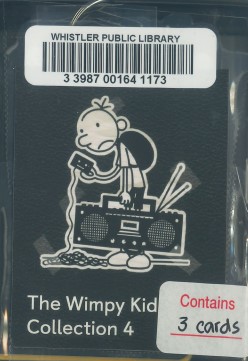 WHISTLER PUBLIC LIBRARY
3 3987 00164 1173
The Wimpy Kid
Collection 4
Contains
3 cards